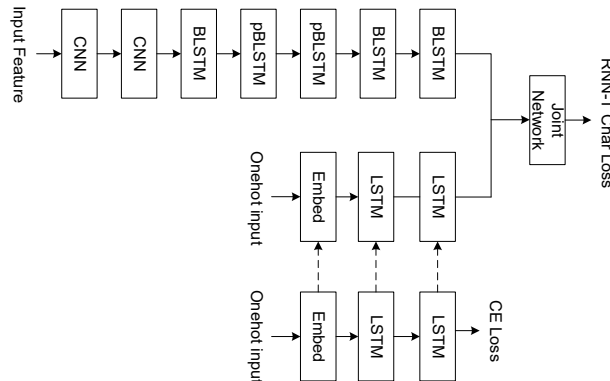 Input Feature
CNN
CNN
BLSTM
pBLSTM
pBLSTM
BLSTM
BLSTM
Joint
Network
RNN-T Char Loss
Onehot input
Embed
LSTM
LSTM
Onehot input
Embed
LSTM
LSTM
CE Loss